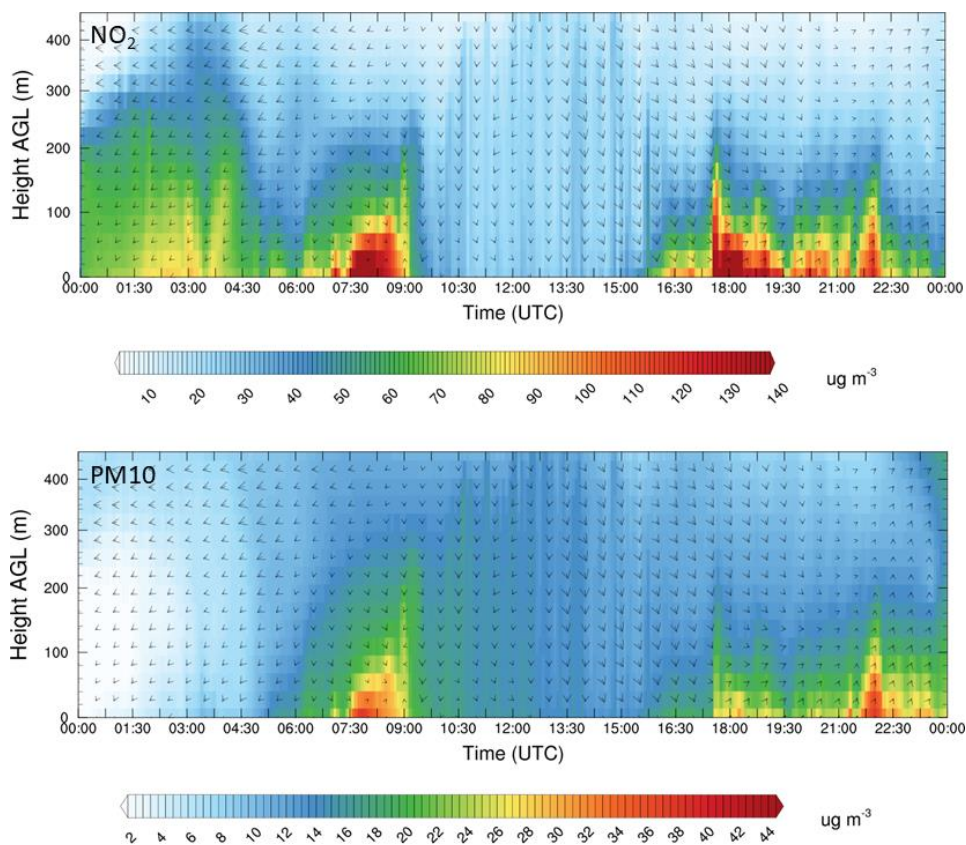 NO₂
Height AGL (m)
400
300
200
100
0
00:00 01:30 03:00 04:30 06:00 07:30 09:00 10:30 12:00 13:30 15:00 16:30 18:00 19:30 21:00 22:30 00:00
Time (UTC)
10 20 30 40 50 60 70 80 90 100 110 120 130 140
ug m⁻³
PM10
Height AGL (m)
400
300
200
100
0
00:00 01:30 03:00 04:30 06:00 07:30 09:00 10:30 12:00 13:30 15:00 16:30 18:00 19:30 21:00 22:30 00:00
Time (UTC)
2 4 6 8 10 12 14 16 18 20 22 24 26 28 30 32 34 36 38 40 42 44
ug m⁻³